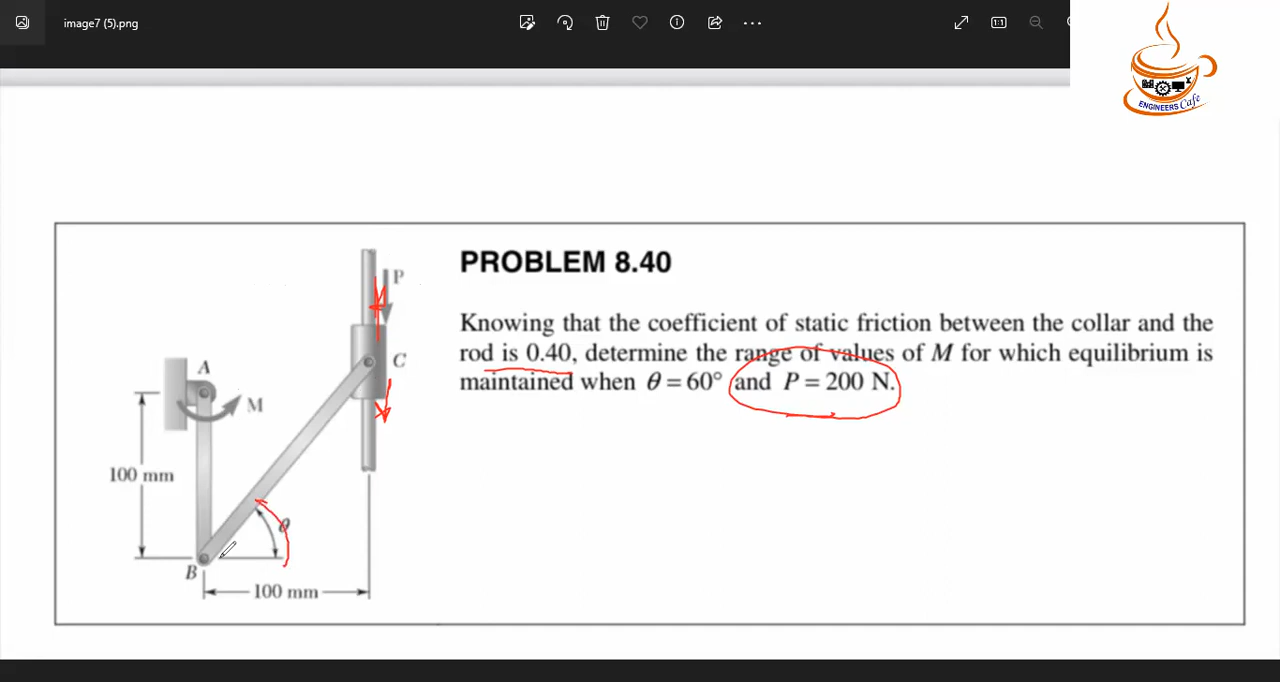 image7 (5).png
1:1
ENGINEERS Cafe
PROBLEM 8.40
Knowing that the coefficient of static friction between the collar and the
rod is 0.40, determine the range of values of M for which equilibrium is
maintained when θ = 60° and P = 200 N.
P
A
C
M
100 mm
θ
B
100 mm